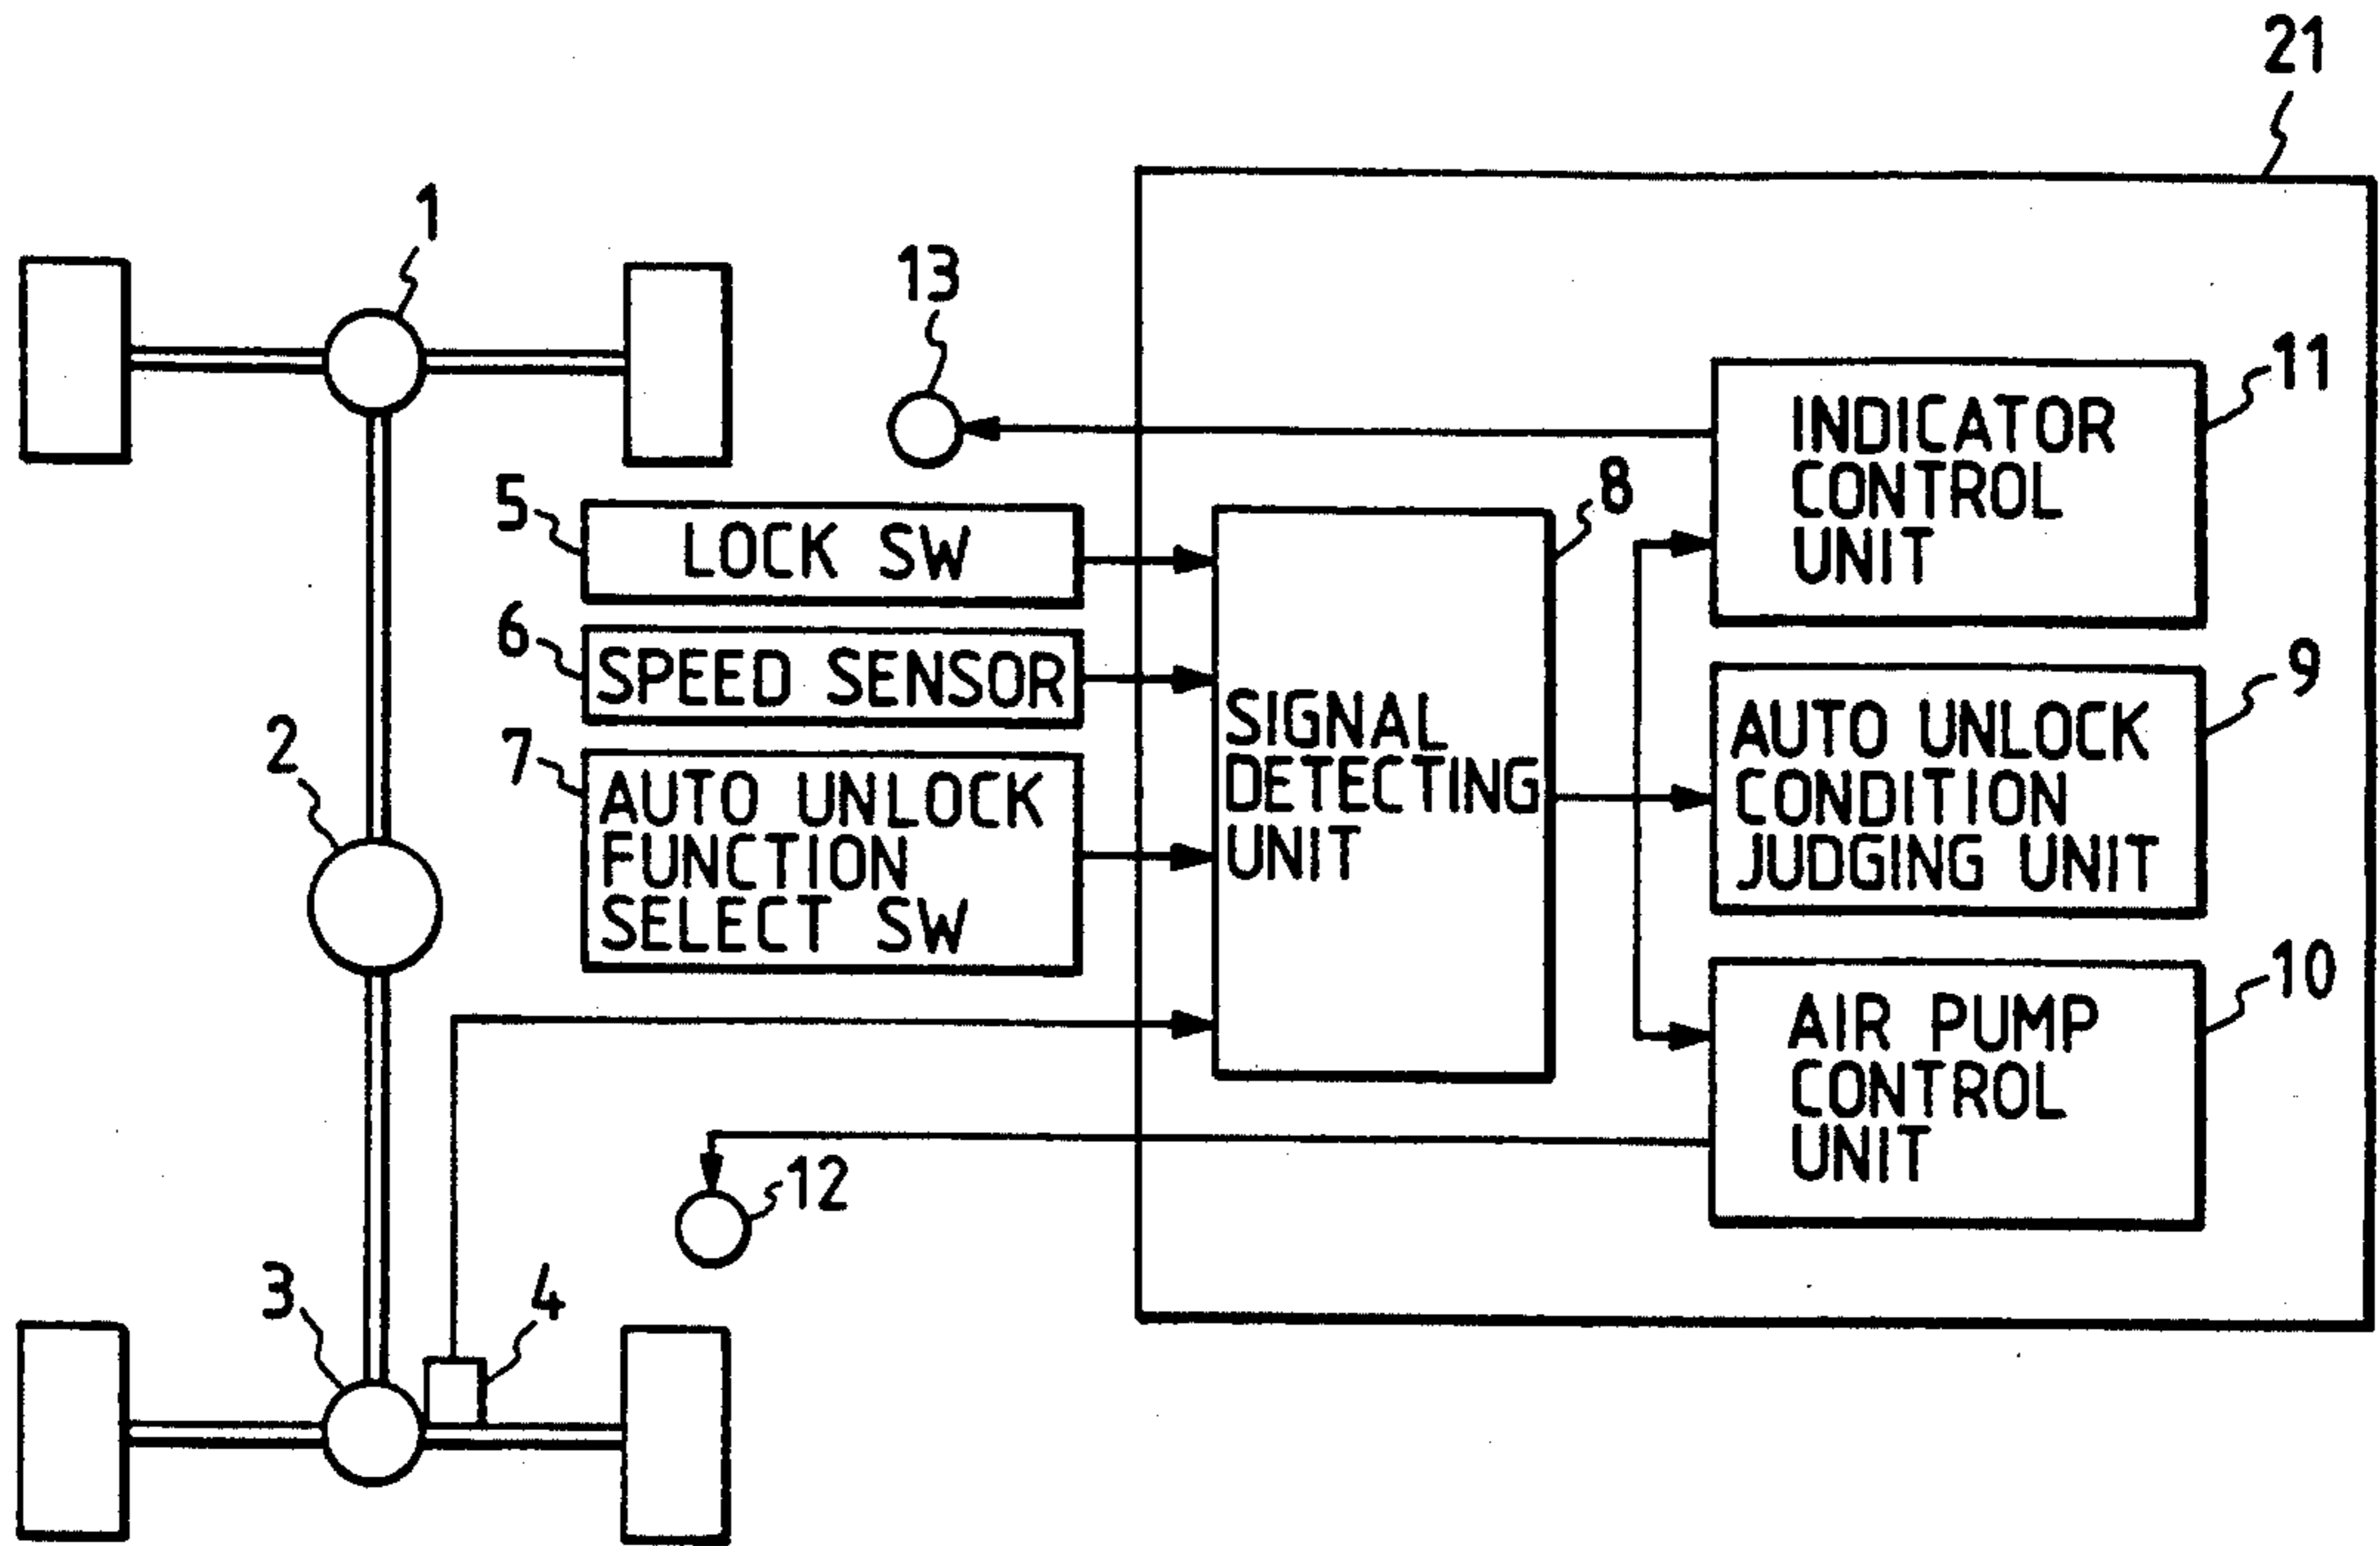 21
1
13
11
INDICATOR
CONTROL
UNIT
5
LOCK SW
8
6
SPEED SENSOR
9
2
7
AUTO UNLOCK
FUNCTION
SELECT SW
SIGNAL
DETECTING
UNIT
AUTO UNLOCK
CONDITION
JUDGING UNIT
10
AIR PUMP
CONTROL
UNIT
12
3
4